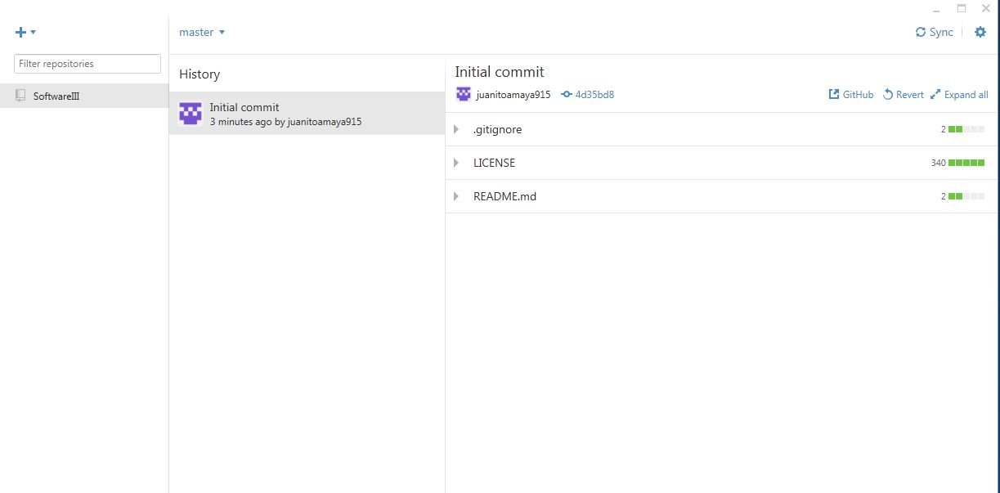 master
Sync
Filter repositories
SoftwareIII
History
Initial commit
3 minutes ago by juanitoamaya915
Initial commit
juanitoamaya915 4d35bd8 GitHub Revert Expand all
.gitignore 2
LICENSE 340
README.md 2